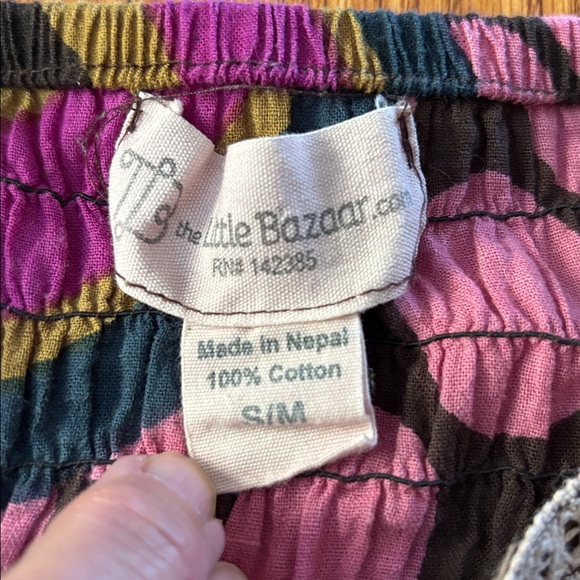 the Little Bazaar.com
RN# 142385
Made in Nepal
100% Cotton
S/M